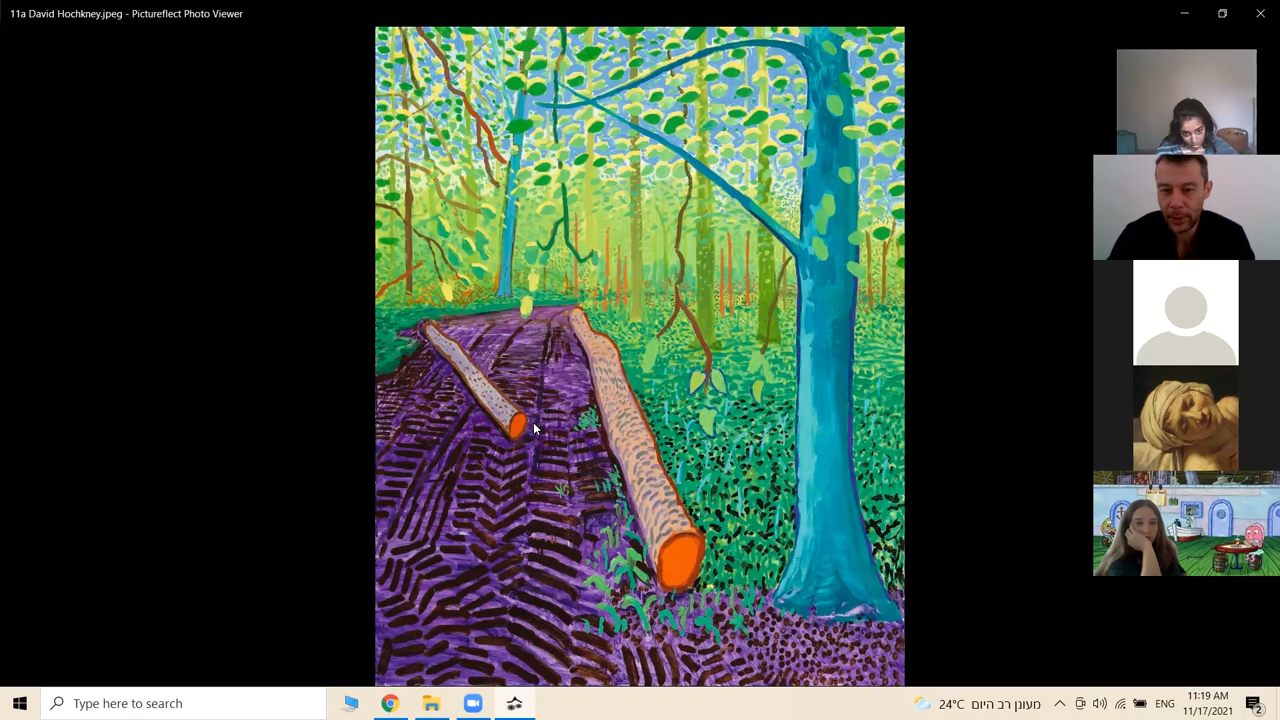 11a David Hochkney.jpeg - Pictureflect Photo Viewer
Type here to search
24°C מעונן רב היום
ENG
11:19 AM
11/17/2021
2